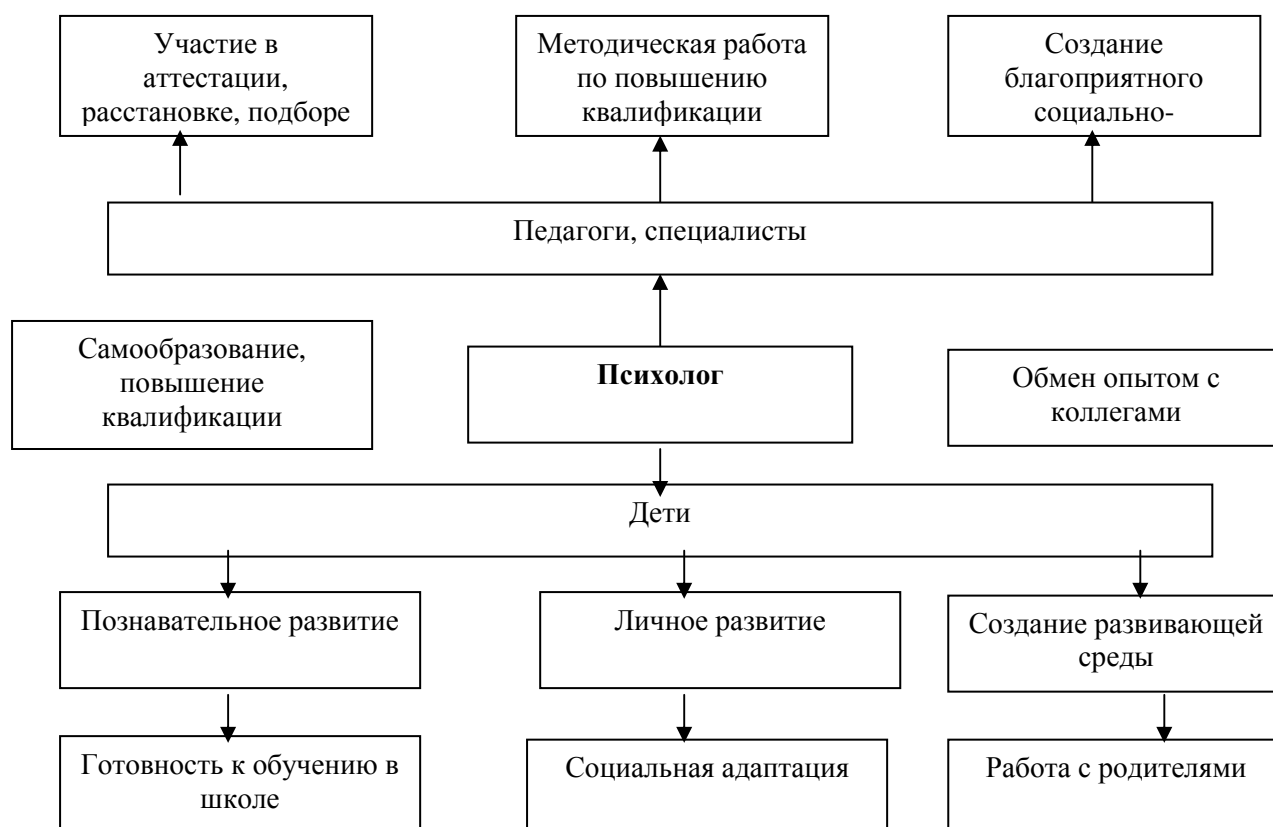 Участие в
аттестации,
расстановке, подборе
Методическая работа
по повышению
квалификации
Создание
благоприятного
социально-
Педагоги, специалисты
Самообразование,
повышение
квалификации
Психолог
Обмен опытом с
коллегами
Дети
Познавательное развитие
Личное развитие
Создание развивающей
среды
Готовность к обучению в
школе
Социальная адаптация
Работа с родителями